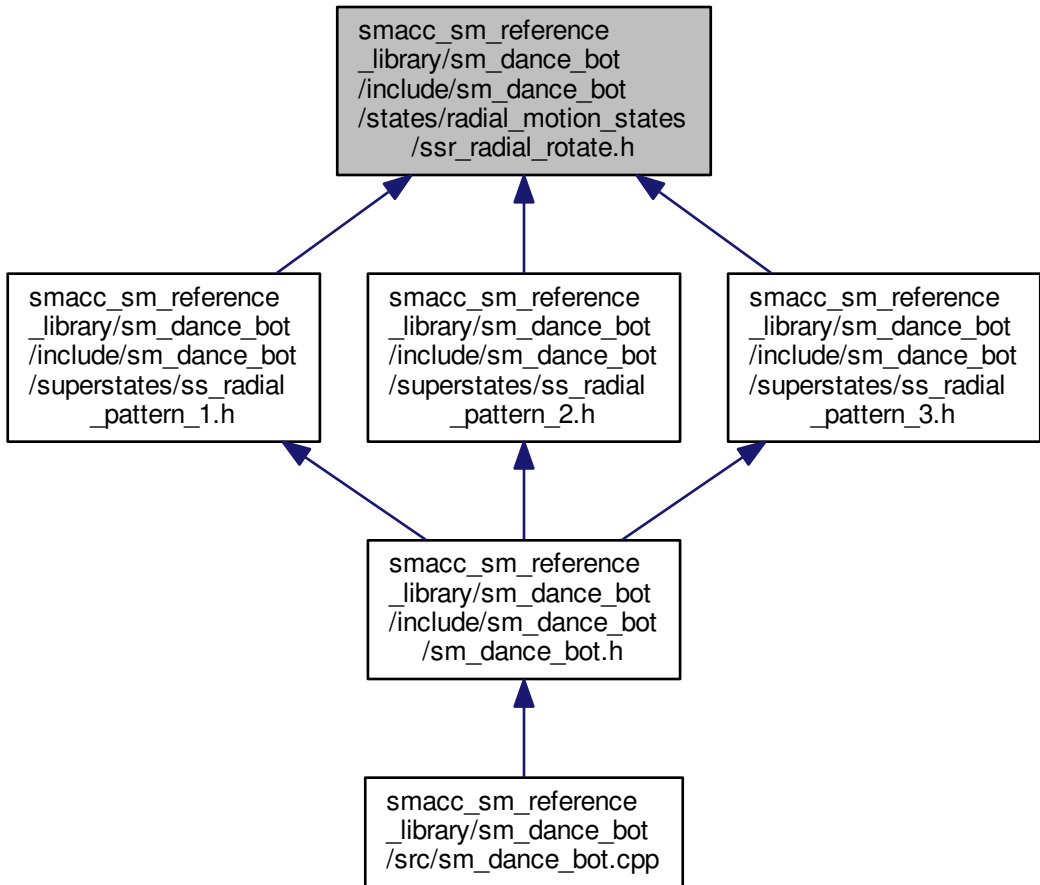 smacc_sm_reference
_library/sm_dance_bot
/include/sm_dance_bot
/states/radial_motion_states
/ssr_radial_rotate.h
smacc_sm_reference
_library/sm_dance_bot
/include/sm_dance_bot
/superstates/ss_radial
_pattern_1.h
smacc_sm_reference
_library/sm_dance_bot
/include/sm_dance_bot
/superstates/ss_radial
_pattern_2.h
smacc_sm_reference
_library/sm_dance_bot
/include/sm_dance_bot
/superstates/ss_radial
_pattern_3.h
smacc_sm_reference
_library/sm_dance_bot
/include/sm_dance_bot
/sm_dance_bot.h
smacc_sm_reference
_library/sm_dance_bot
/src/sm_dance_bot.cpp